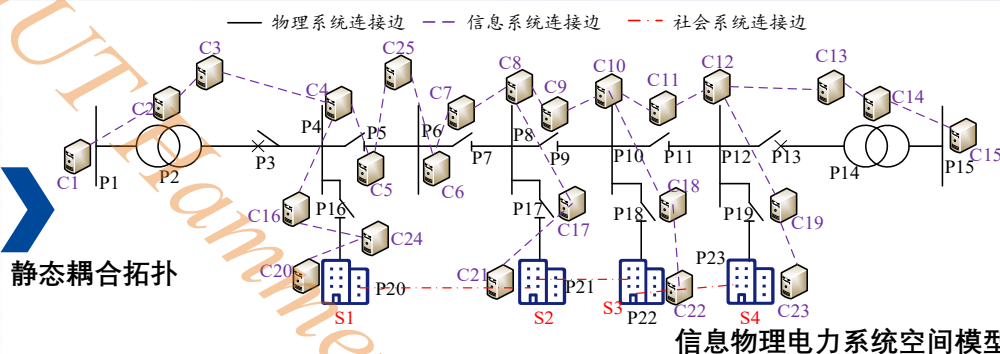 物理系统连接边 信息系统连接边 社会系统连接边
C3 C25 C8 C10 C12 C13
C2 C4 C7 C9 C11 C14
P4 P5 P6 P8 C15
C1 P1 P2 P3 C5 C6 P7 P9 P10 P11 P12 P13 P14 P15
C16 P16 P17 C17 P18 C18 P19 C19
C24
静态耦合拓扑 C20 P20 C21 P21 S3 C22 P23 C23
S1 S2 P22 S4
信息物理电力系统空间模型
UT Hamme